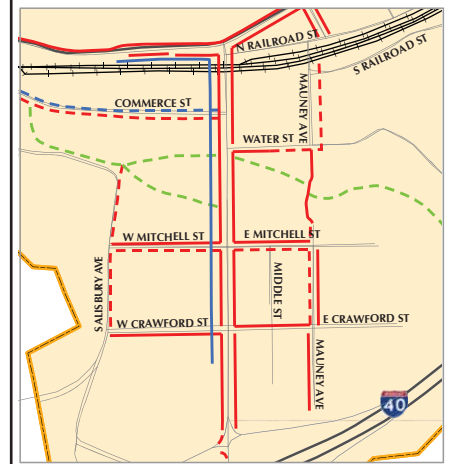 N RAILROAD ST
S RAILROAD ST
MAUNEY AVE
COMMERCE ST
WATER ST
W MITCHELL ST
E MITCHELL ST
S ALISBURY AVE
MIDDLE ST
W CRAWFORD ST
E CRAWFORD ST
MAUNEY AVE
40